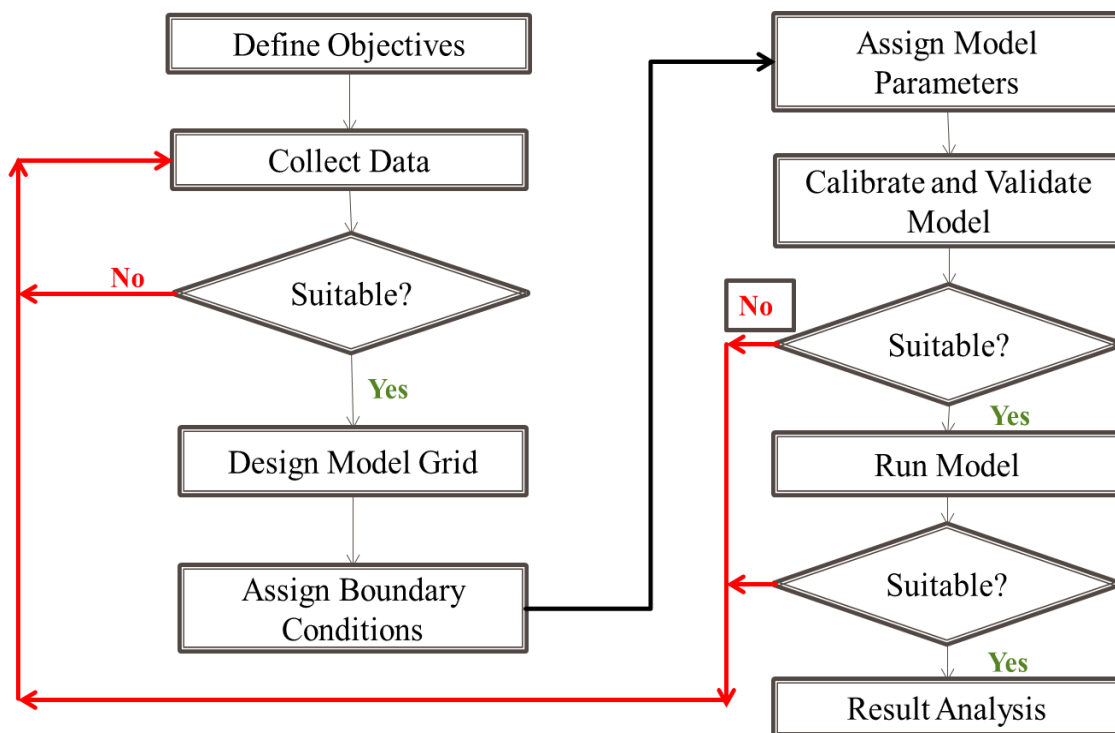 Define Objectives
Collect Data
No
Suitable?
Yes
Design Model Grid
Assign Boundary
Conditions
Assign Model
Parameters
Calibrate and Validate
Model
No
Suitable?
Yes
Run Model
Suitable?
Yes
Result Analysis